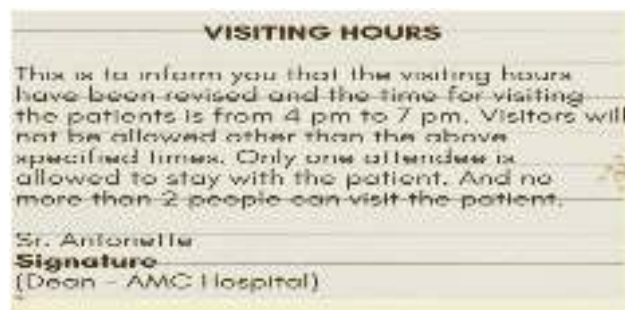 VISITING HOURS
This is to inform you that the visiting hours
have been revised and the time for visiting
the patients is from 4 pm to 7 pm. Visitors will
not be allowed other than the above
specified times. Only one attendee is
allowed to stay with the patient. And no
more than 2 people can visit the patient.
Sr. Antonette
Signature
(Dean - AMC Hospital)